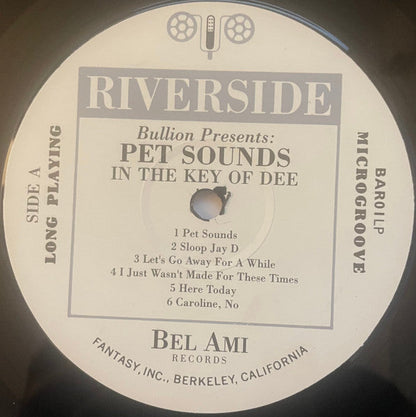 RIVERSIDE
Bullion Presents:
PET SOUNDS
IN THE KEY OF DEE
SIDE A
LONG PLAYING
BAR01LP
MICROGROOVE
1 Pet Sounds
2 Sloop Jay D
3 Let's Go Away For A While
4 I Just Wasn't Made For These Times
5 Here Today
6 Caroline, No
BEL AMI
RECORDS
FANTASY, INC., BERKELEY, CALIFORNIA